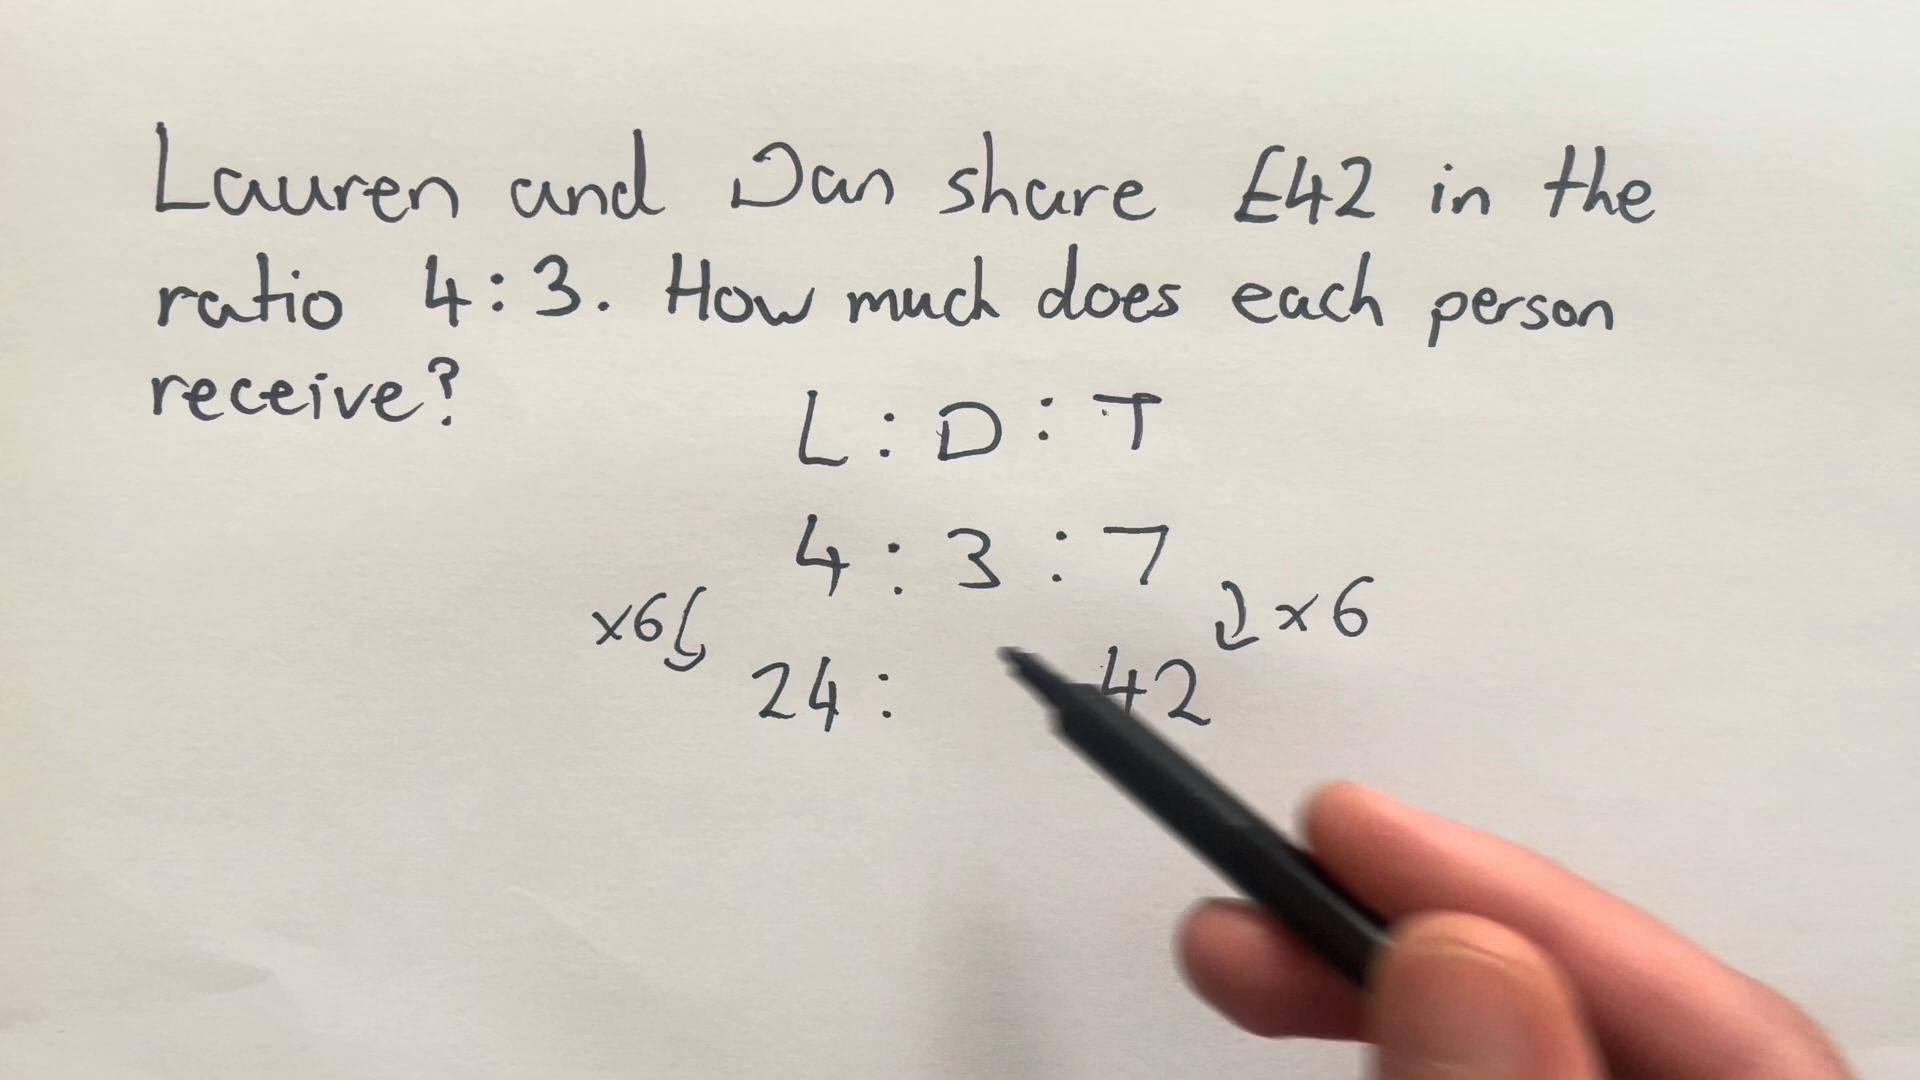 Lauren and Dan share £42 in the
ratio 4:3. How much does each person
receive?
L : D : T
4 : 3 : 7
×6 ×6
24 : 42